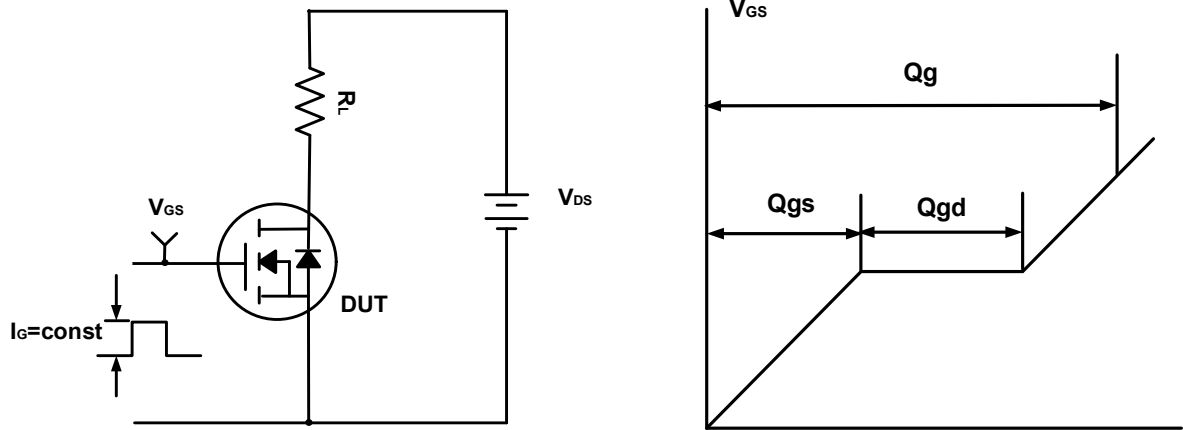 RL
VDS
VGS
DUT
IG=const
VGS
Qg
Qgs
Qgd